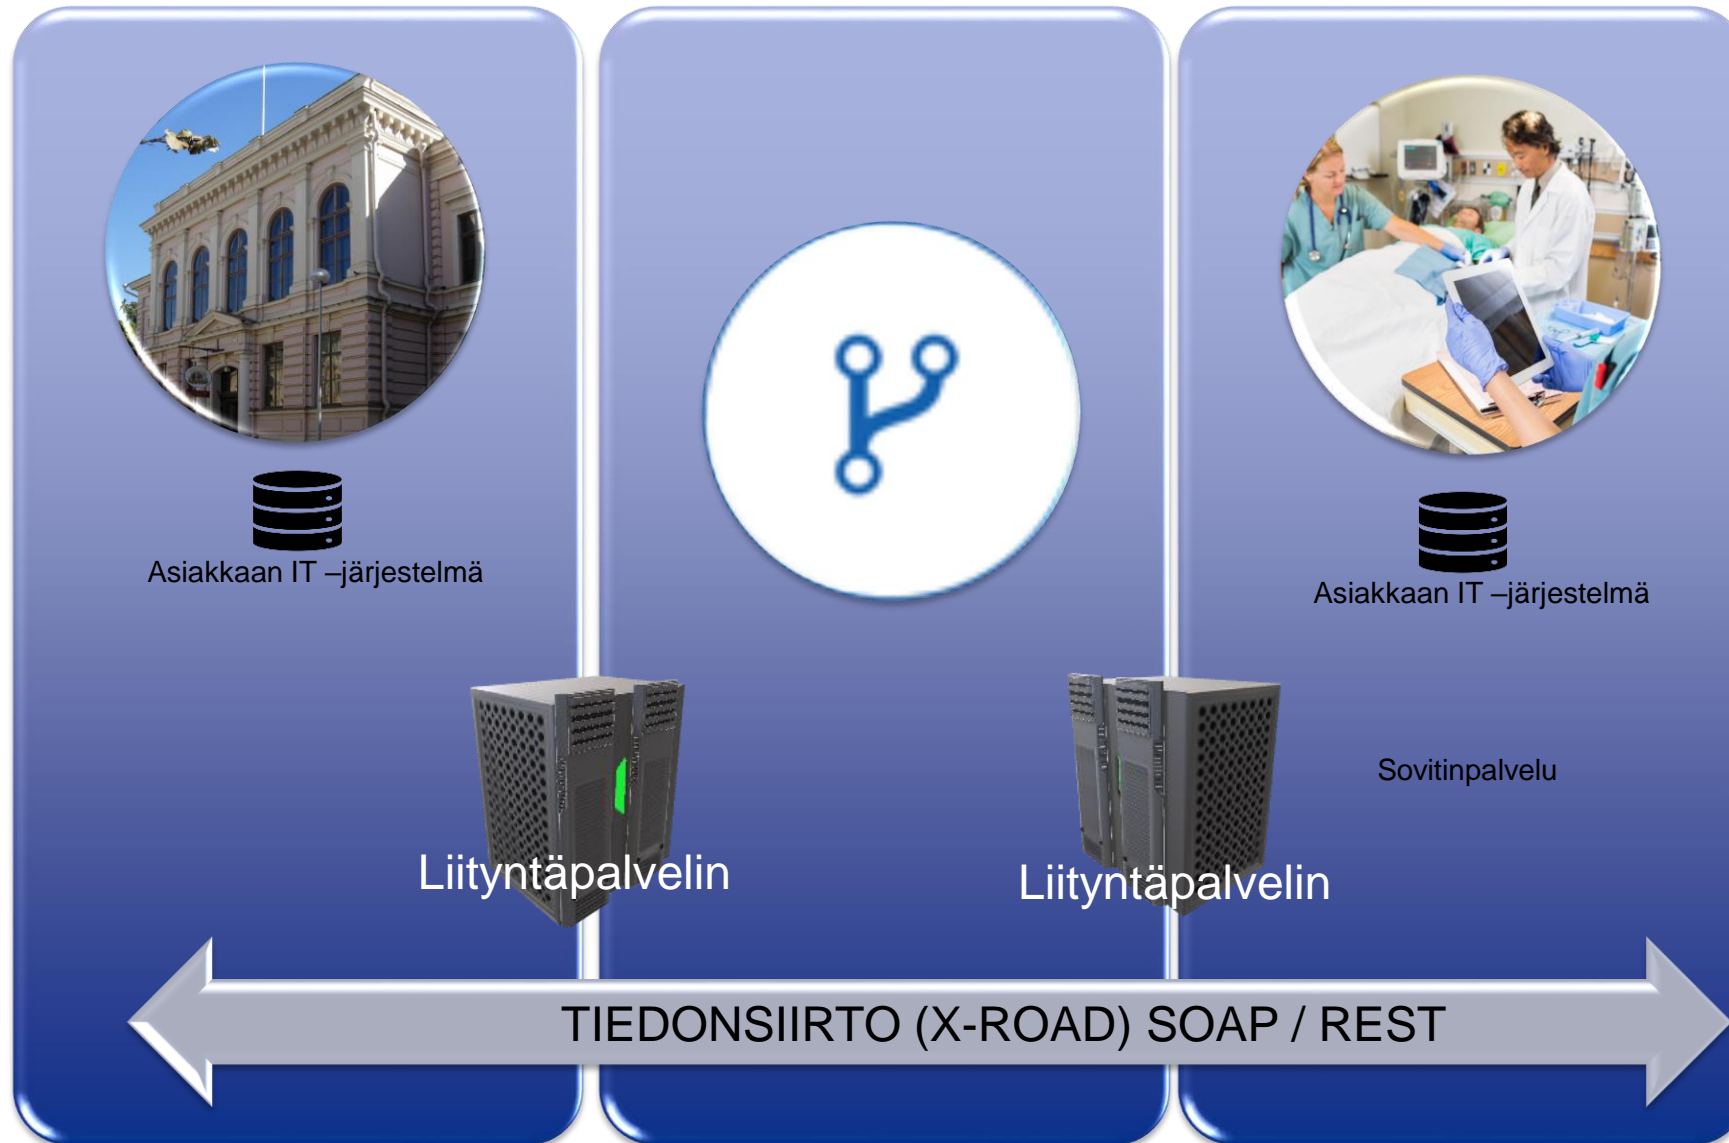 Asiakkaan IT –järjestelmä
Asiakkaan IT –järjestelmä
Sovitinpalvelu
Liityntäpalvelin
Liityntäpalvelin
TIEDONSIIRTO (X-ROAD) SOAP / REST